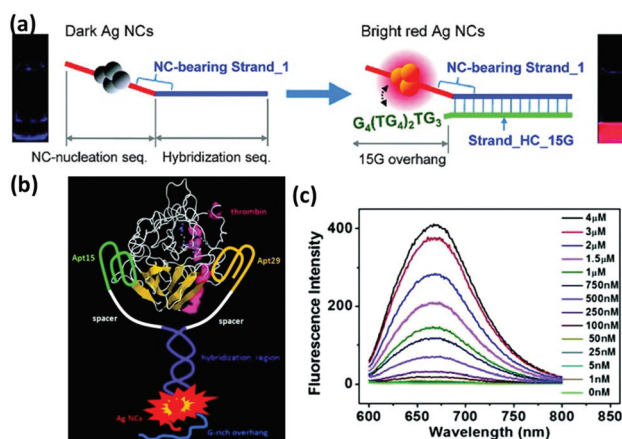 (a)
Dark Ag NCs
Bright red Ag NCs
NC-bearing Strand_1
NC-bearing Strand_1
G₄(TG₄)₂TG₃
Strand_HC_15G
NC-nucleation seq.
Hybridization seq.
15G overhang
(b)
thrombin
Apt15
Apt29
spacer
spacer
hybridization region
Ag NCs
G-rich overhang
(c)
Fluorescence Intensity
400
200
0
600
650
700
750
800
850
900
Wavelength (nm)
4μM
3μM
2μM
1.5μM
1μM
750nM
500nM
250nM
100nM
50nM
25nM
5nM
1nM
0nM